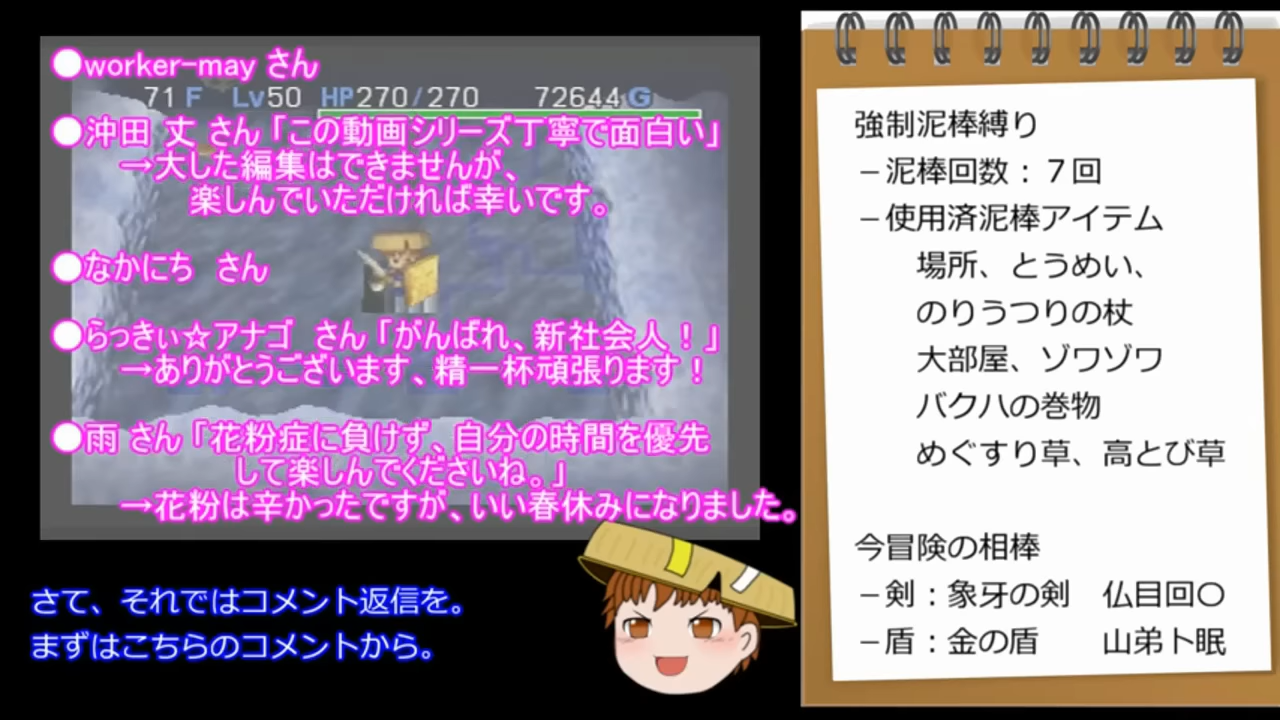 ●worker-may さん
71F Lv50 HP270/270 72644G
●沖田 丈 さん「この動画シリーズ丁寧で面白い」
→大した編集はできませんが、
楽しんでいただければ幸いです。
●なかにち さん
●らっきぃ☆アナゴ さん「がんばれ、新社会人！」
→ありがとうございます、精一杯頑張ります！
●雨 さん「花粉症に負けず、自分の時間を優先
して楽しんでくださいね。」
→花粉は辛かったですが、いい春休みになりました。
さて、それではコメント返信を。
まずはこちらのコメントから。
強制泥棒縛り
－泥棒回数：７回
－使用済泥棒アイテム
場所、とうめい、
のりうつりの杖
大部屋、ゾワゾワ
バクハの巻物
めぐすり草、高とび草
今冒険の相棒
－剣：象牙の剣 仏目回〇
－盾：金の盾 山弟ト眠